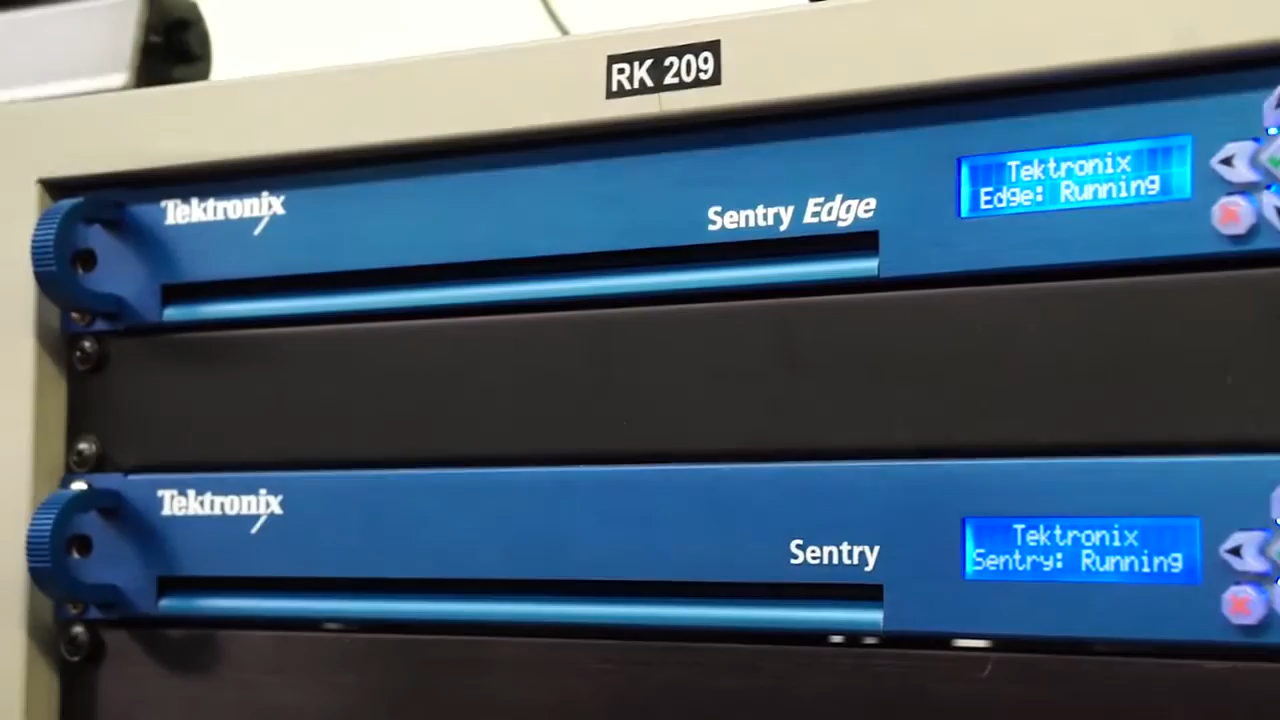 RK 209
Tektronix
Sentry Edge
Tektronix
Edge: Running
Tektronix
Sentry
Tektronix
Sentry: Running